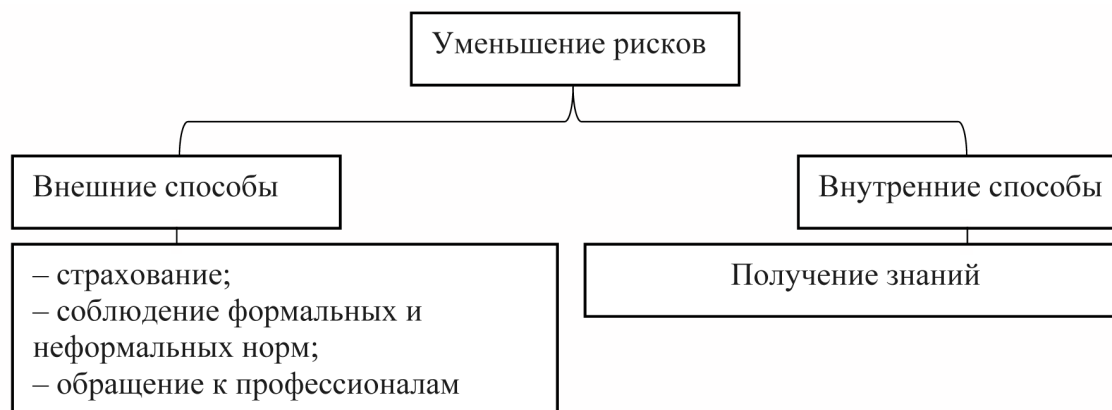 Уменьшение рисков
Внешние способы
Внутренние способы
– страхование;
– соблюдение формальных и
неформальных норм;
– обращение к профессионалам
Получение знаний